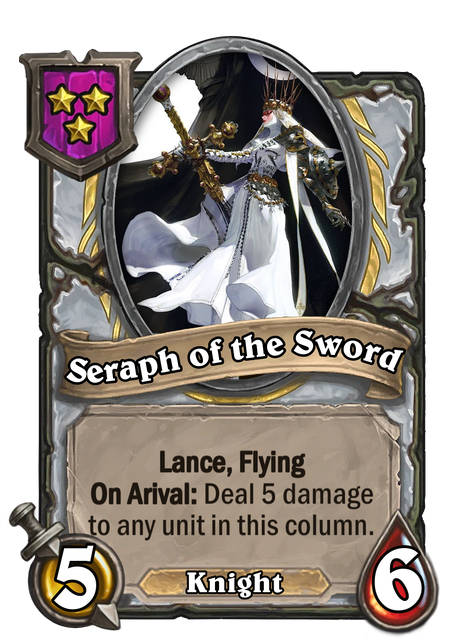 Seraph of the Sword
Lance, Flying
On Arival: Deal 5 damage
to any unit in this column.
5
Knight
6